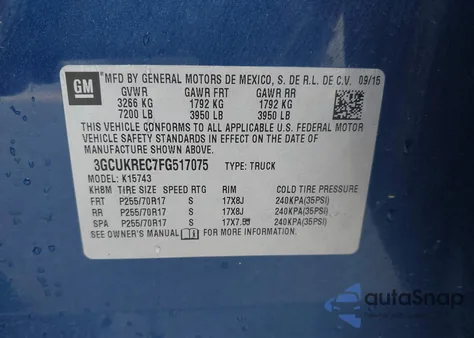 GM
MFD BY GENERAL MOTORS DE MEXICO, S. DE R.L. DE C.V. 09/15
GVWR GAWR FRT GAWR RR
3266 KG 1792 KG 1792 KG
7200 LB 3950 LB 3950 LB
THIS VEHICLE CONFORMS TO ALL APPLICABLE U.S. FEDERAL MOTOR
VEHICLE SAFETY STANDARDS IN EFFECT ON THE DATE OF
MANUFACTURE SHOWN ABOVE.
3GCUKREC7FG517075 TYPE: TRUCK
MODEL: K15743
KH8M TIRE SIZE SPEED RTG RIM COLD TIRE PRESSURE
FRT P255/70R17 S 17X8J 240KPA(35PSI)
RR P255/70R17 S 17X8J 240KPA(35PSI)
SPA P255/70R17 S 240KPA(35PSI)
SEE OWNER'S MANUAL FOR MORE INFORMATION.
autoSnap